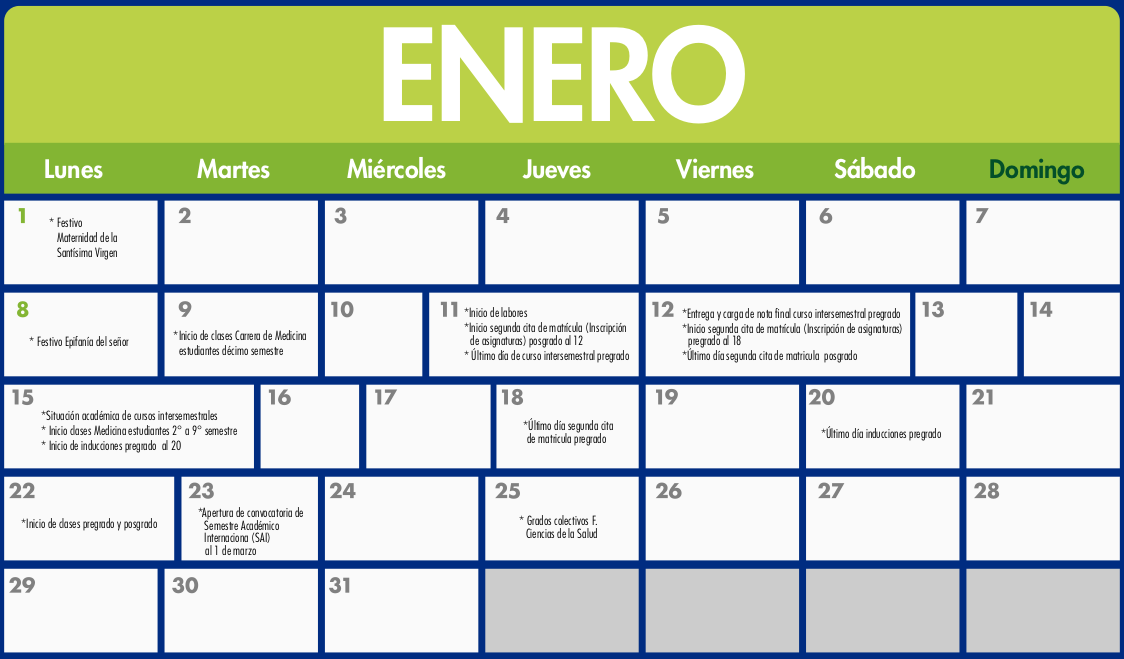 ENERO
Lunes Martes Miércoles Jueves Viernes Sábado Domingo
1 2 3 4 5 6 7
* Festivo
Maternidad de la
Santísima Virgen
8
* Festivo Epifanía del señor
9
*Inicio de clases Carrera de Medicina
estudiantes décimo semestre
10
11
*Inicio de labores
*Inicio segunda cita de matrícula (Inscripción
de asignaturas) posgrado al 12
* Último día de curso intersemestral pregrado
12
*Entrega y carga de nota final curso intersemestral pregrado
*Inicio segunda cita de matrícula (Inscripción de asignaturas)
pregrado al 18
*Último día segunda cita de matricula posgrado
13
14
15
*Situación académica de cursos intersemestrales
* Inicio clases Medicina estudiantes 2° a 9° semestre
* Inicio de inducciones pregrado al 20
16
17
18
*Último día segunda cita
de matricula pregrado
19
20
*Último día inducciones pregrado
21
22
*Inicio de clases pregrado y posgrado
23
*Apertura de convocatoria de
Semestre Académico
Internaciona (SAI)
al 1 de marzo
24
25
* Grados colectivos F.
Ciencias de la Salud
26
27
28
29
30
31